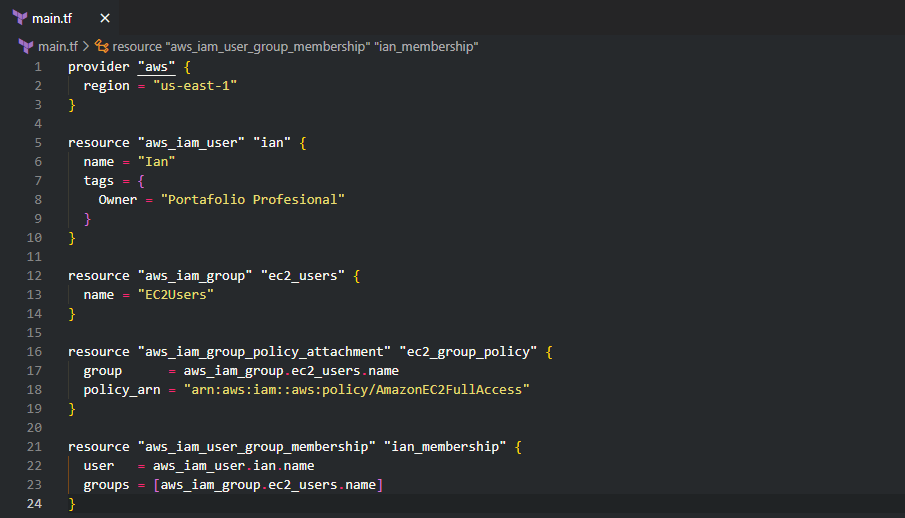 main.tf ×
main.tf > resource "aws_iam_user_group_membership" "ian_membership"
1 provider "aws" {
2   region = "us-east-1"
3 }
4
5 resource "aws_iam_user" "ian" {
6   name = "Ian"
7   tags = {
8     Owner = "Portafolio Profesional"
9   }
10 }
11
12 resource "aws_iam_group" "ec2_users" {
13   name = "EC2Users"
14 }
15
16 resource "aws_iam_group_policy_attachment" "ec2_group_policy" {
17   group      = aws_iam_group.ec2_users.name
18   policy_arn = "arn:aws:iam::aws:policy/AmazonEC2FullAccess"
19 }
20
21 resource "aws_iam_user_group_membership" "ian_membership" {
22   user   = aws_iam_user.ian.name
23   groups = [aws_iam_group.ec2_users.name]
24 }